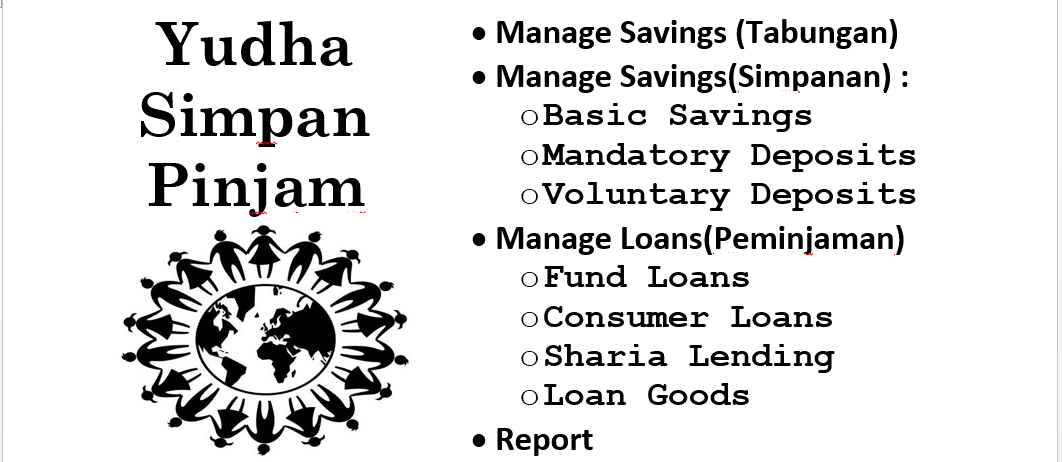 Yudha
Simpan
Pinjam
• Manage Savings (Tabungan)
• Manage Savings(Simpanan) :
o Basic Savings
o Mandatory Deposits
o Voluntary Deposits
• Manage Loans(Peminjaman)
o Fund Loans
o Consumer Loans
o Sharia Lending
o Loan Goods
• Report